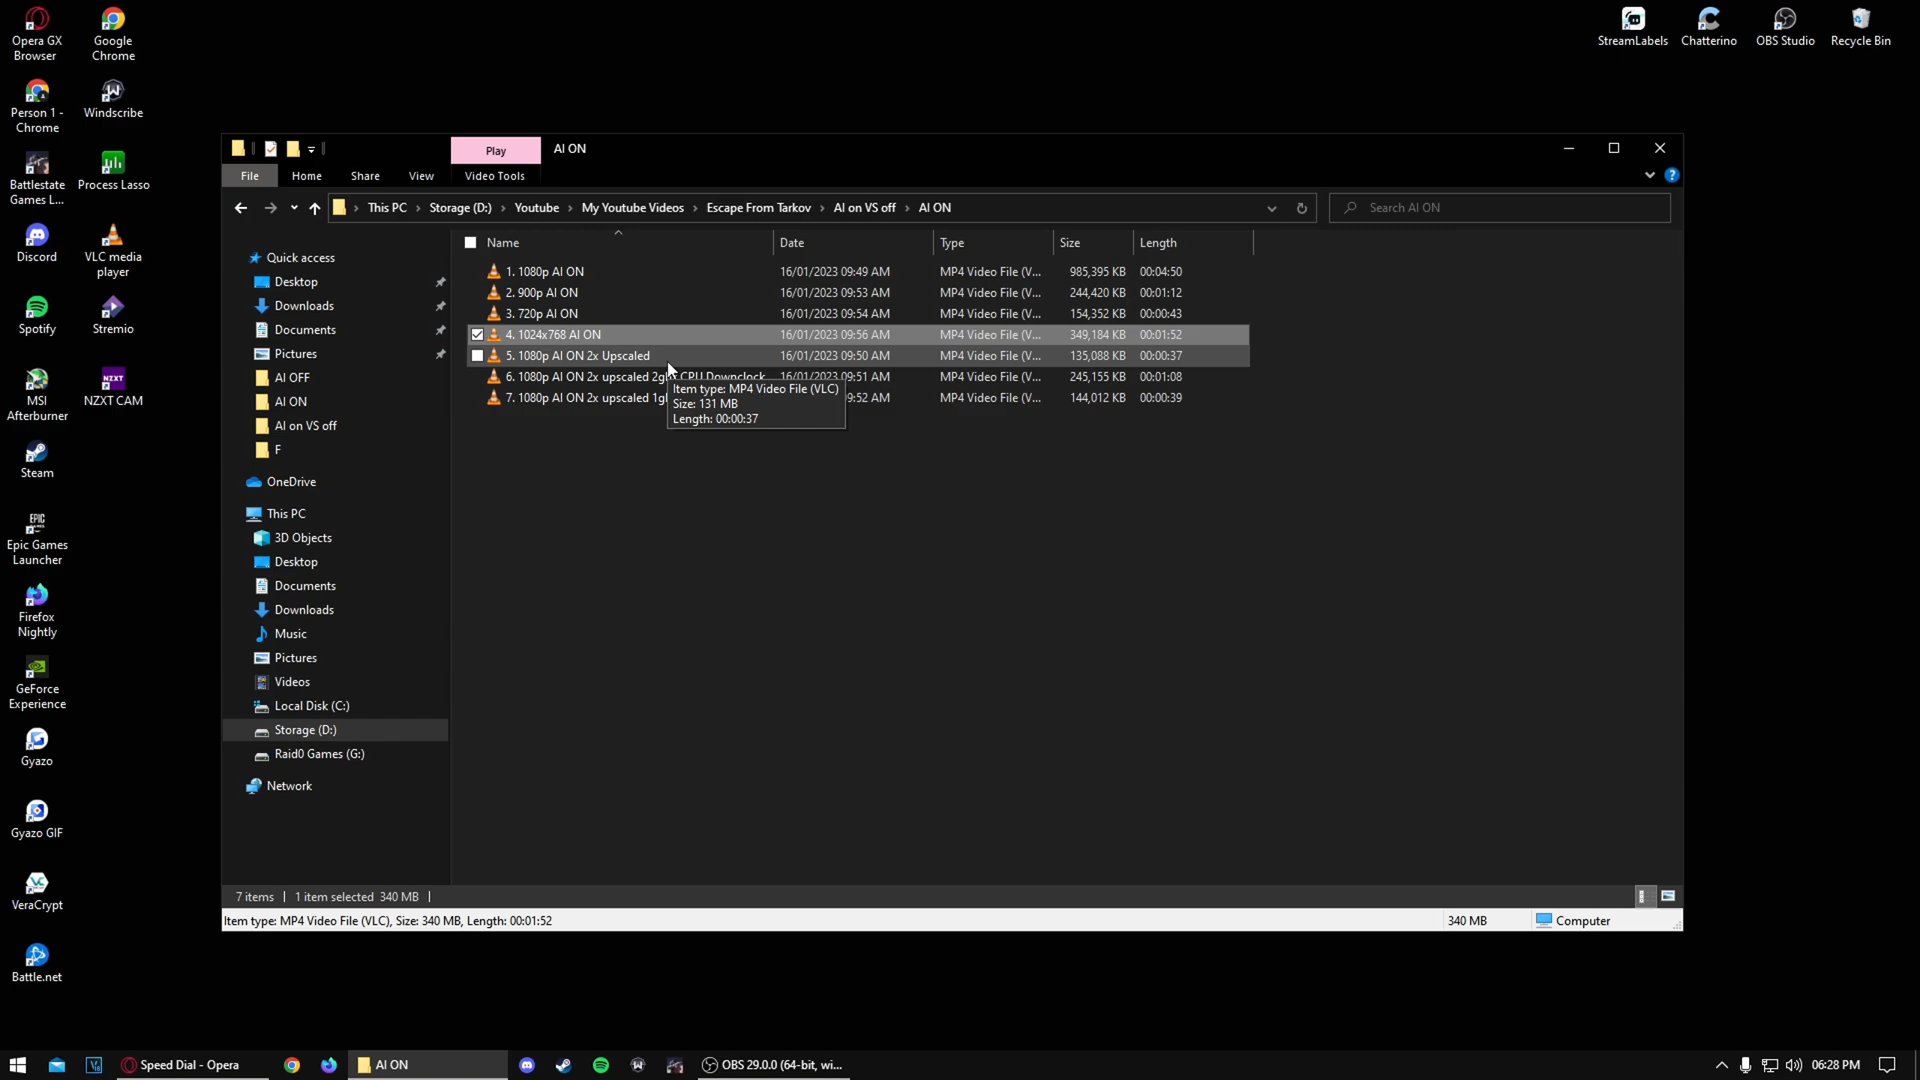 Opera GX
Browser
Google
Chrome
StreamLabels
Chatterino
OBS Studio
Recycle Bin
Person 1 -
Chrome
Windscribe
Battlestate
Games L...
Process Lasso
Discord
VLC media
player
Spotify
Stremio
MSI
Afterburner
NZXT
NZXT CAM
Steam
EPIC
GAMES
Epic Games
Launcher
Firefox
Nightly
GeForce
Experience
Gyazo
Gyazo GIF
VeraCrypt
Battle.net
Play
AI ON
File
Home
Share
View
Video Tools
This PC
Storage (D:)
Youtube
My Youtube Videos
Escape From Tarkov
AI on VS off
AI ON
Search AI ON
Name
Date
Type
Size
Length
1. 1080p AI ON 16/01/2023 09:49 AM MP4 Video File (V... 985,395 KB 00:04:50
2. 900p AI ON 16/01/2023 09:53 AM MP4 Video File (V... 244,420 KB 00:01:12
3. 720p AI ON 16/01/2023 09:54 AM MP4 Video File (V... 154,352 KB 00:00:43
4. 1024x768 AI ON 16/01/2023 09:56 AM MP4 Video File (V... 349,184 KB 00:01:52
5. 1080p AI ON 2x Upscaled 16/01/2023 09:50 AM MP4 Video File (V... 135,088 KB 00:00:37
6. 1080p AI ON 2x upscaled 2ghz CPU Downclock 16/01/2023 09:51 AM MP4 Video File (V... 245,155 KB 00:01:08
7. 1080p AI ON 2x upscaled 09:52 AM MP4 Video File (V... 144,012 KB 00:00:39
Item type: MP4 Video File (VLC)
Size: 131 MB
Length: 00:00:37
Quick access
Desktop
Downloads
Documents
Pictures
AI OFF
AI ON
AI on VS off
F
OneDrive
This PC
3D Objects
Desktop
Documents
Downloads
Music
Pictures
Videos
Local Disk (C:)
Storage (D:)
Raid0 Games (G:)
Network
7 items
1 item selected 340 MB
Item type: MP4 Video File (VLC), Size: 340 MB, Length: 00:01:52
340 MB
Computer
Speed Dial - Opera
AI ON
OBS 29.0.0 (64-bit, wi...
06:28 PM